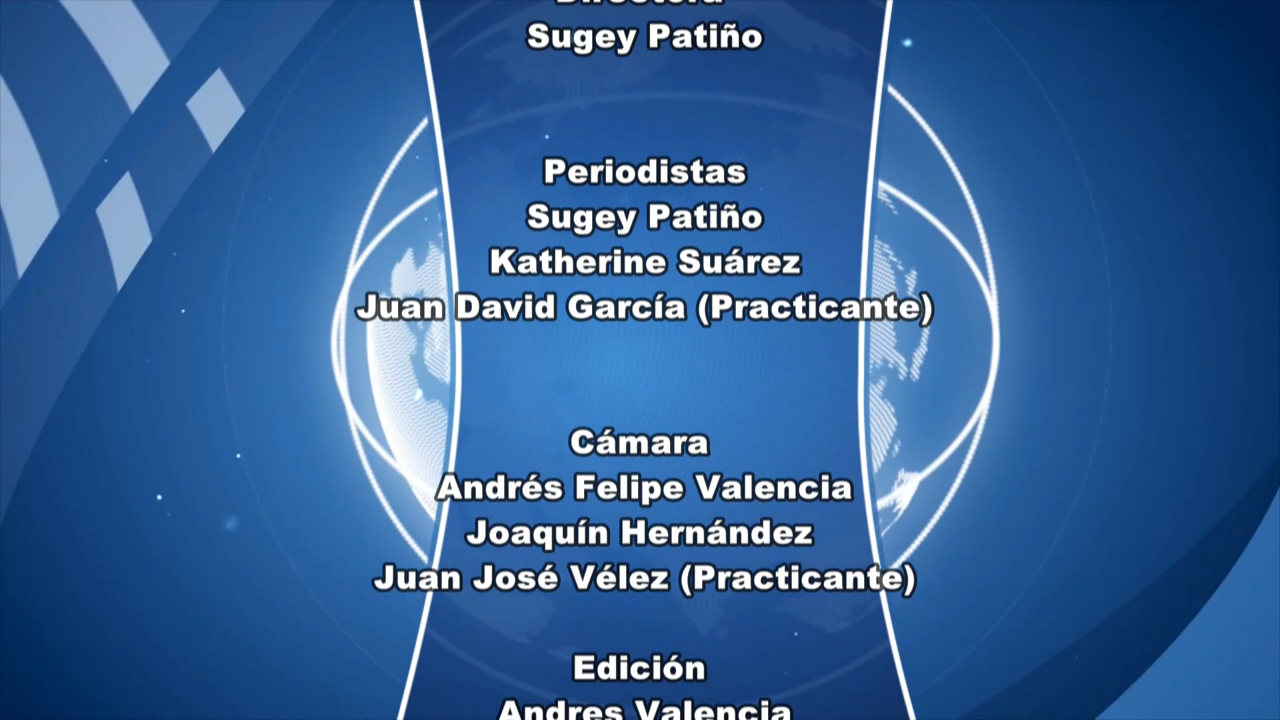 Directora
Sugey Patiño
Periodistas
Sugey Patiño
Katherine Suárez
Juan David García (Practicante)
Cámara
Andrés Felipe Valencia
Joaquín Hernández
Juan José Vélez (Practicante)
Edición
Andres Valencia